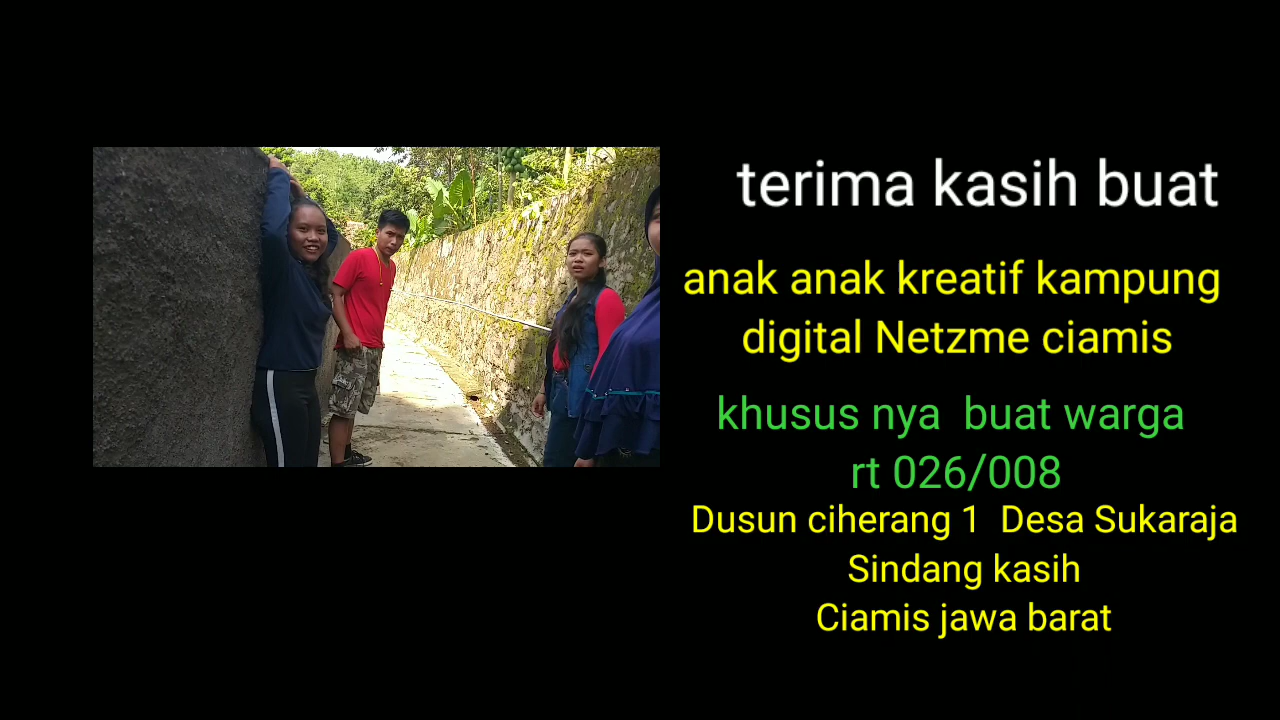 terima kasih buat
anak anak kreatif kampung
digital Netzme ciamis
khusus nya  buat warga
rt 026/008
Dusun ciherang 1  Desa Sukaraja
Sindang kasih
Ciamis jawa barat